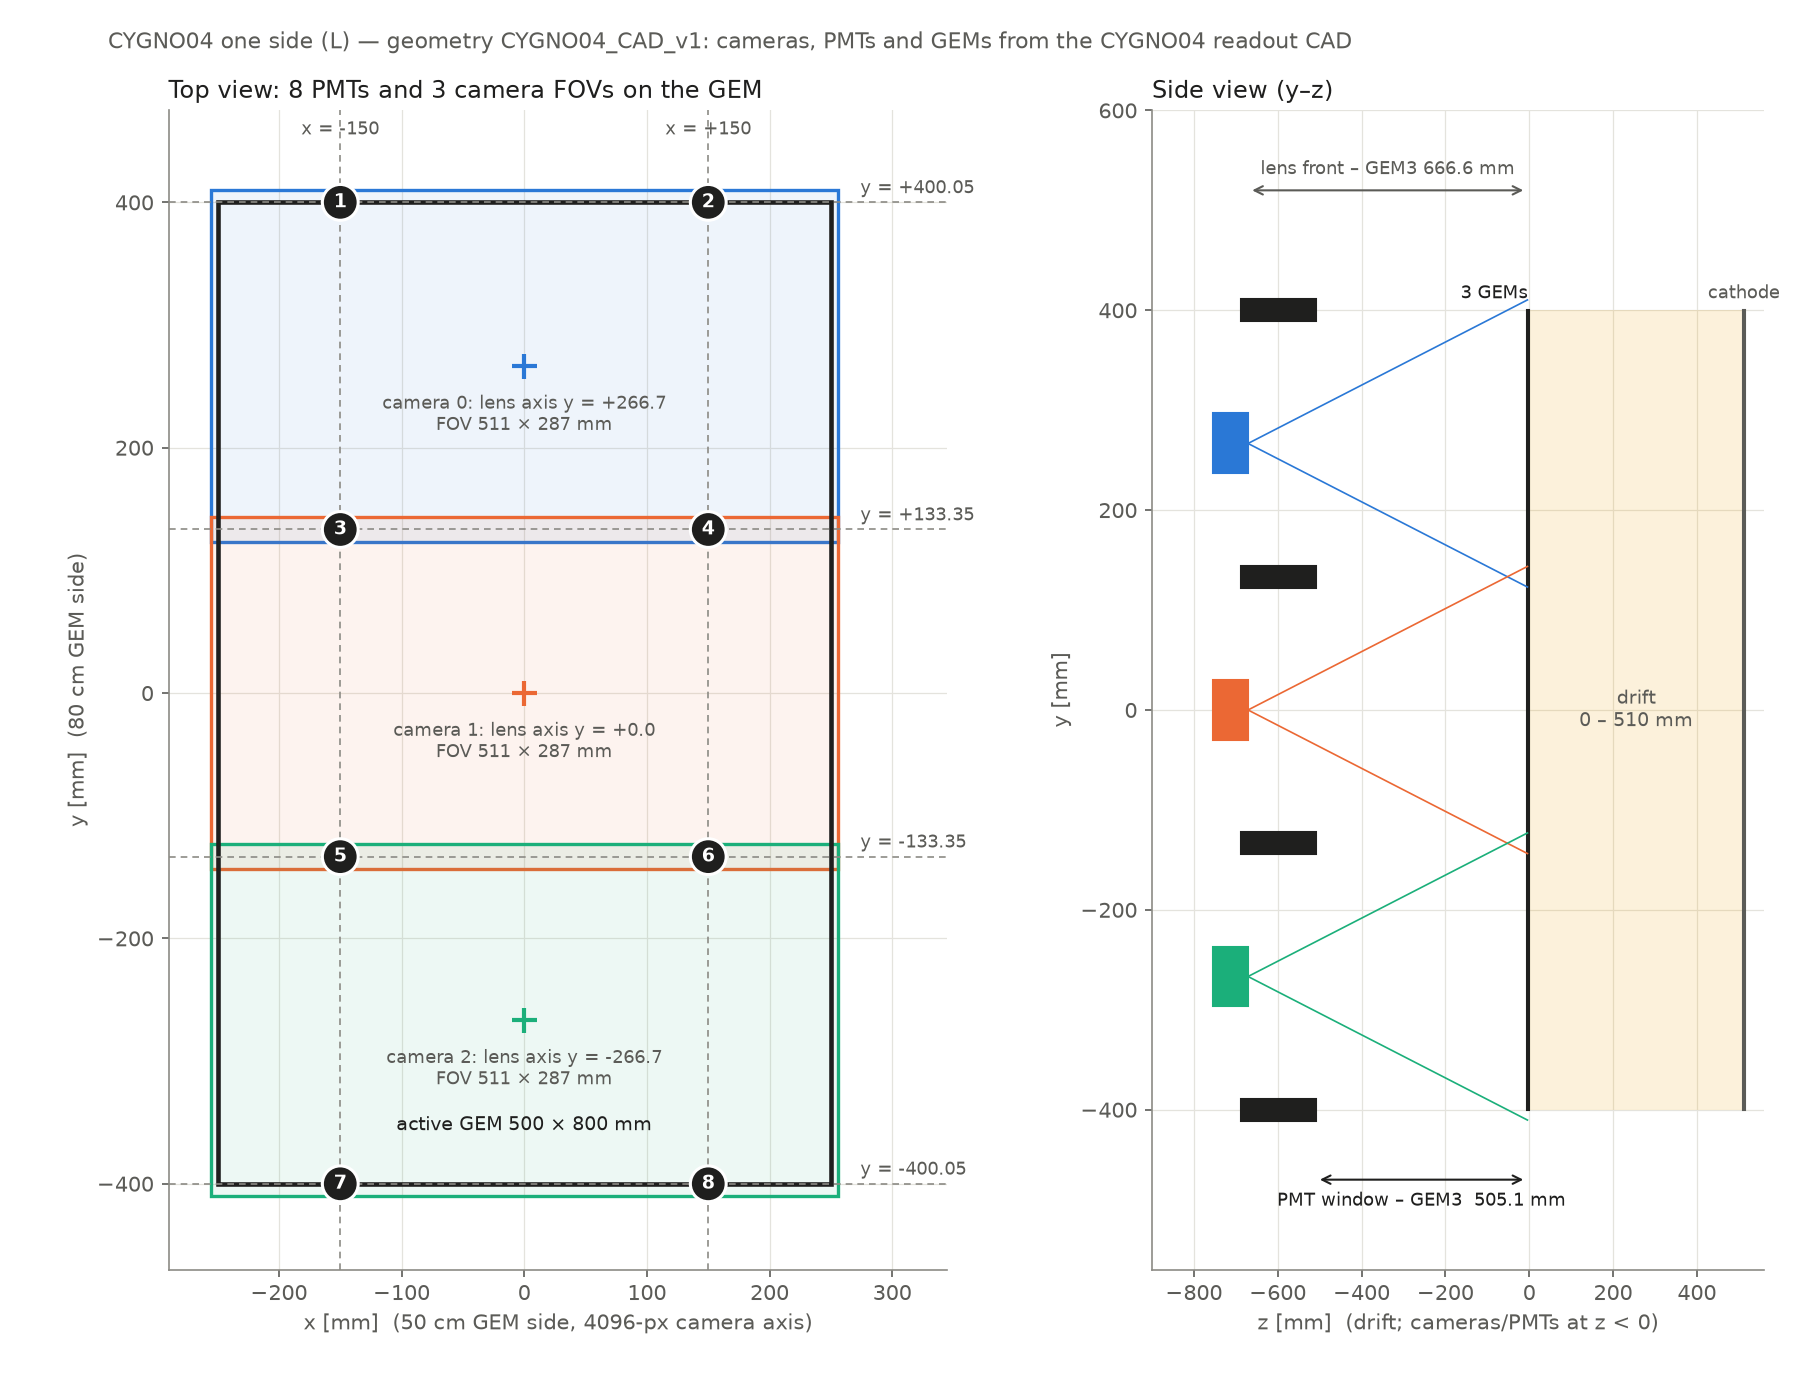 CYGNO04 one side (L) — geometry CYGNO04_CAD_v1: cameras, PMTs and GEMs from the CYGNO04 readout CAD
Top view: 8 PMTs and 3 camera FOVs on the GEM
x = -150
x = +150
y = +400.05
1
2
400
camera 0: lens axis y = +266.7
FOV 511 × 287 mm
200
y = +133.35
3
4
y [mm]  (80 cm GEM side)
0
camera 1: lens axis y = +0.0
FOV 511 × 287 mm
y = -133.35
5
6
−200
camera 2: lens axis y = -266.7
FOV 511 × 287 mm
active GEM 500 × 800 mm
y = -400.05
7
8
−400
−200
−100
0
100
200
300
x [mm]  (50 cm GEM side, 4096-px camera axis)
Side view (y–z)
600
lens front – GEM3 666.6 mm
3 GEMs
cathode
400
200
y [mm]
0
drift
0 – 510 mm
−200
−400
PMT window – GEM3  505.1 mm
−800
−600
−400
−200
0
200
400
z [mm]  (drift; cameras/PMTs at z < 0)